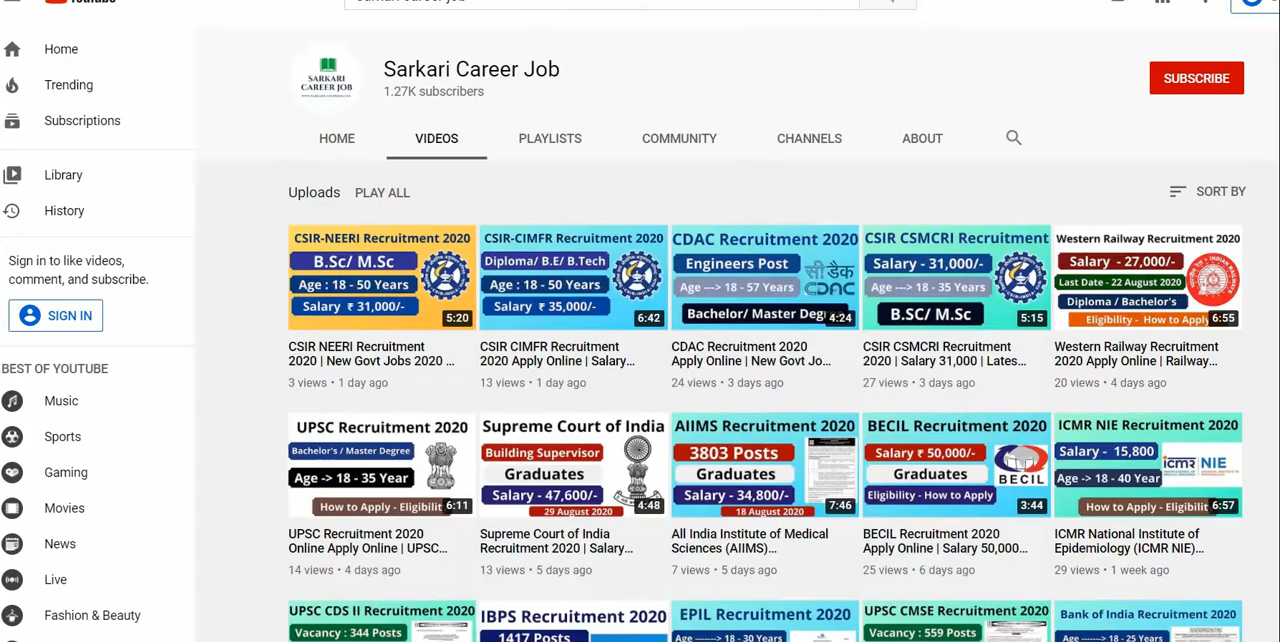 YouTube
sarkari career job
Home
Trending
Subscriptions
Library
History
Sign in to like videos,
comment, and subscribe.
SIGN IN
BEST OF YOUTUBE
Music
Sports
Gaming
Movies
News
Live
Fashion & Beauty
SARKARI
CAREER JOB
Sarkari Career Job
1.27K subscribers
SUBSCRIBE
HOME
VIDEOS
PLAYLISTS
COMMUNITY
CHANNELS
ABOUT
Uploads
PLAY ALL
SORT BY
CSIR-NEERI Recruitment 2020
B.Sc/ M.Sc
Age : 18 - 50 Years
Salary ₹ 31,000/-
5:20
CSIR NEERI Recruitment
2020 | New Govt Jobs 2020 ...
3 views • 1 day ago
CSIR-CIMFR Recruitment 2020
Diploma/ B.E/ B.Tech
Age : 18 - 50 Years
Salary ₹ 35,000/-
6:42
CSIR CIMFR Recruitment
2020 Apply Online | Salary...
13 views • 1 day ago
CDAC Recruitment 2020
Engineers Post
Age ---> 18 - 57 Years
Bachelor/ Master Deg
सी डैक
CDAC
4:24
CDAC Recruitment 2020
Apply Online | New Govt Jo...
24 views • 3 days ago
CSIR CSMCRI Recruitment
Salary - 31,000/-
Age ---> 18 - 35 Years
B.SC/ M.Sc
5:15
CSIR CSMCRI Recruitment
2020 | Salary 31,000 | Lates...
27 views • 3 days ago
Western Railway Recruitment 2020
Salary - 27,000/-
Last Date - 22 August 2020
Diploma / Bachelor's
Eligibility - How to Apply
6:55
Western Railway Recruitment
2020 Apply Online | Railway...
20 views • 4 days ago
UPSC Recruitment 2020
Bachelor's / Master Degree
Age -> 18 - 35 Year
How to Apply - Eligibilit
6:11
UPSC Recruitment 2020
Online Apply Online | UPSC...
14 views • 4 days ago
Supreme Court of India
Building Supervisor
Graduates
Salary - 47,600/-
29 August 2020
4:48
Supreme Court of India
Recruitment 2020 | Salary...
13 views • 5 days ago
AIIMS Recruitment 2020
3803 Posts
Graduates
Salary - 34,800/-
18 August 2020
7:46
All India Institute of Medical
Sciences (AIIMS)...
7 views • 5 days ago
BECIL Recruitment 2020
Salary ₹ 50,000/-
Graduates
Eligibility - How to Apply
BECIL
3:44
BECIL Recruitment 2020
Apply Online | Salary 50,000...
25 views • 6 days ago
ICMR NIE Recruitment 2020
Salary - 15,800
Age -> 18 - 40 Year
How to Apply - Eligibilit
icmr NIE
6:57
ICMR National Institute of
Epidemiology (ICMR NIE)...
29 views • 1 week ago
UPSC CDS II Recruitment 2020
Vacancy : 344 Posts
IBPS Recruitment 2020
1417 Posts
EPIL Recruitment 2020
Age -------> 18 - 30 Years
UPSC CMSE Recruitment 2020
Vacancy : 559 Posts
Bank of India Recruitment 2020
Age ------> 18 - 25 Year